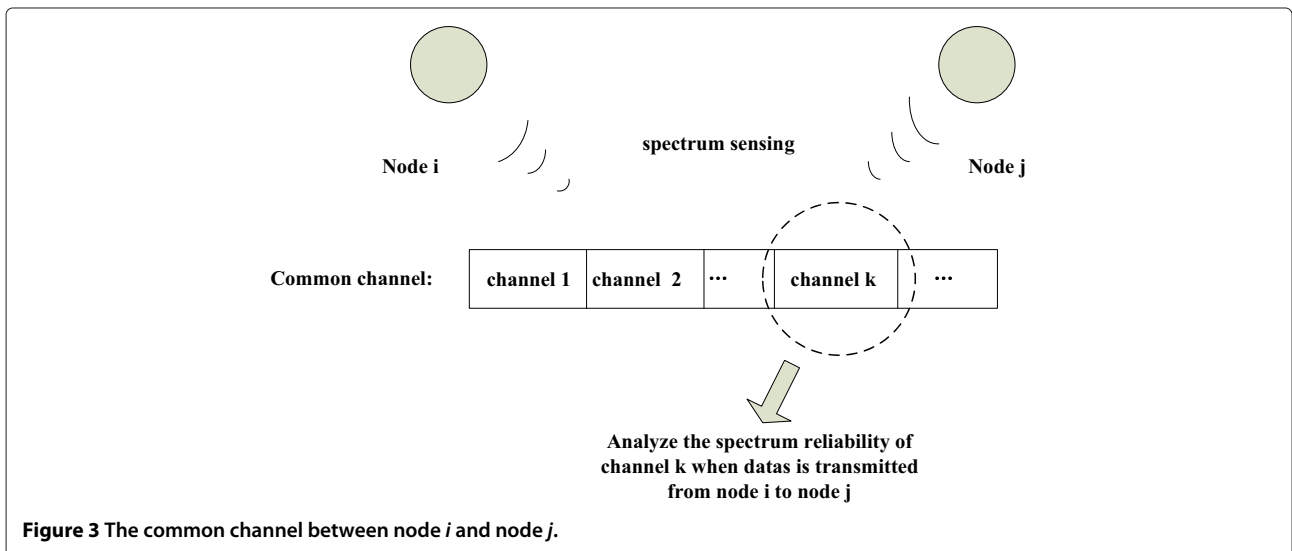 spectrum sensing
Node i
Node j
Common channel:
channel 1
channel 2
...
channel k
...
Analyze the spectrum reliability of
channel k when datas is transmitted
from node i to node j
Figure 3 The common channel between node i and node j.